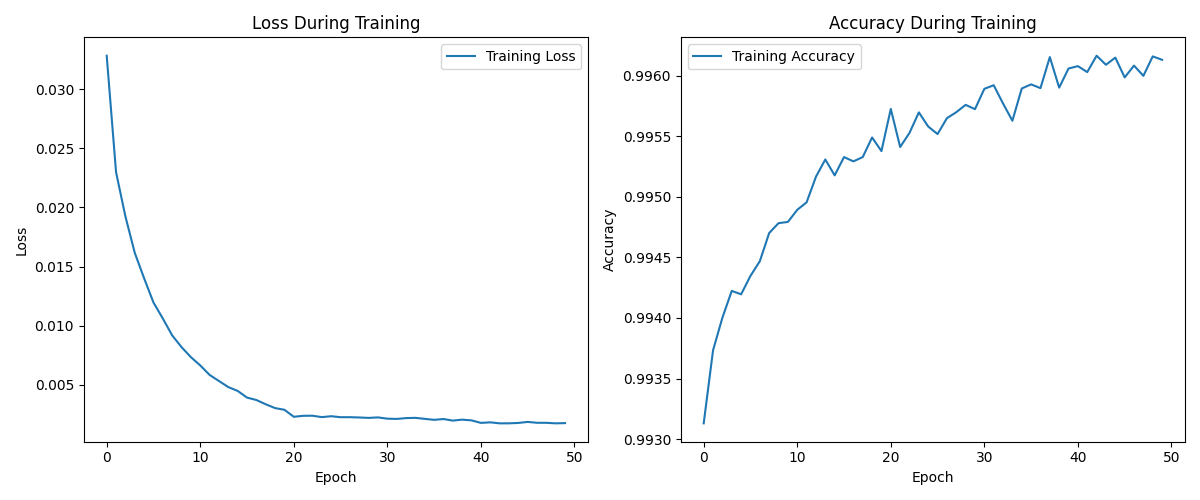 Loss During Training
Training Loss
0.030
0.025
0.020
0.015
0.010
0.005
Loss
0 10 20 30 40 50
Epoch
Accuracy During Training
Training Accuracy
0.9960
0.9955
0.9950
0.9945
0.9940
0.9935
0.9930
Accuracy
0 10 20 30 40 50
Epoch